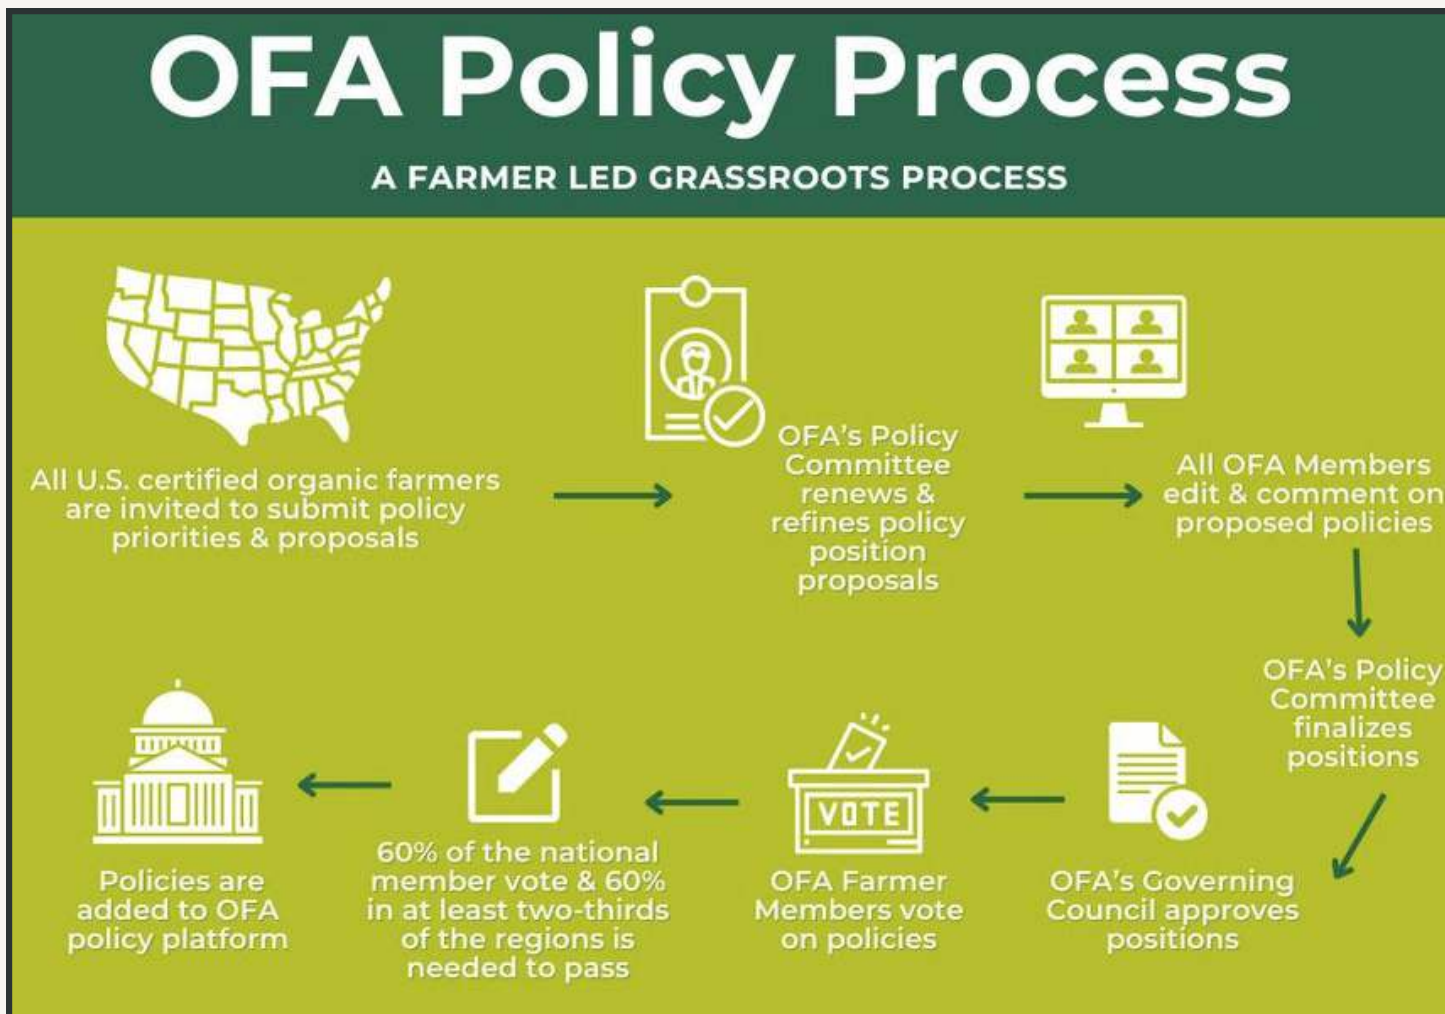 OFA Policy Process
A FARMER LED GRASSROOTS PROCESS
All U.S. certified organic farmers
are invited to submit policy
priorities & proposals
OFA's Policy
Committee
renews &
refines policy
position
proposals
All OFA Members
edit & comment on
proposed policies
OFA's Policy
Committee
finalizes
positions
OFA's Governing
Council approves
positions
VOTE
OFA Farmer
Members vote
on policies
60% of the national
member vote & 60%
in at least two-thirds
of the regions is
needed to pass
Policies are
added to OFA
policy platform